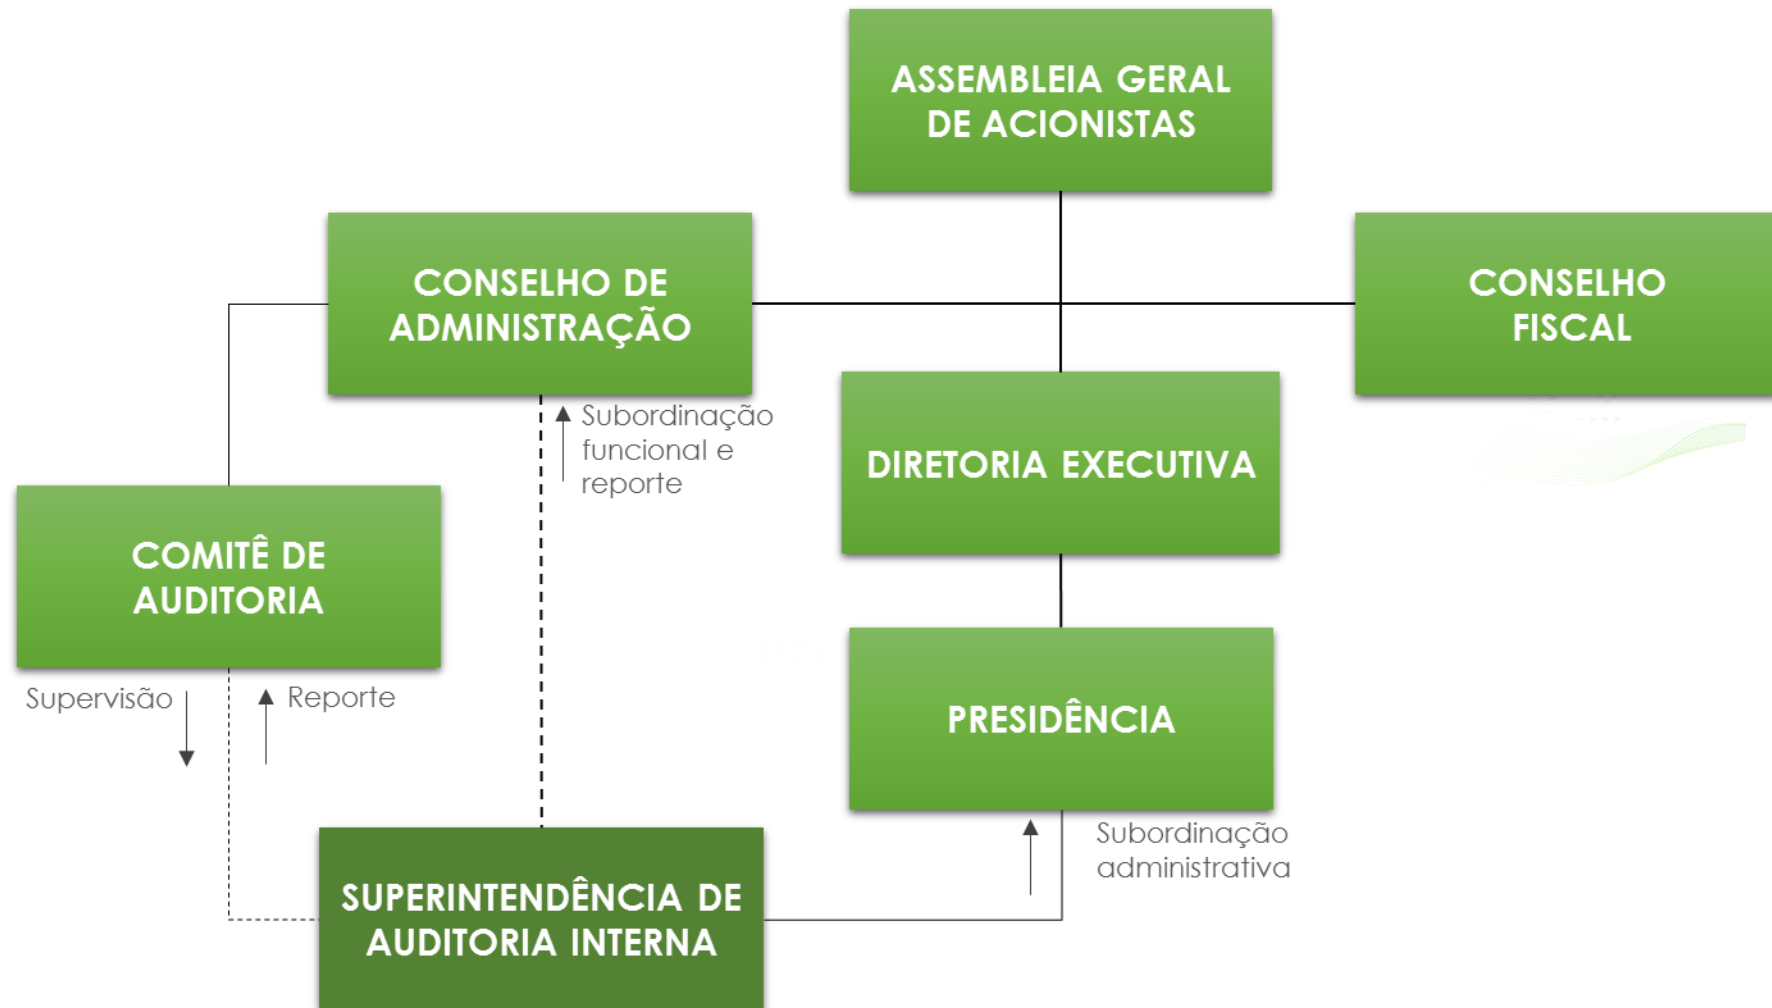 ASSEMBLEIA GERAL
DE ACIONISTAS
CONSELHO DE
ADMINISTRAÇÃO
CONSELHO
FISCAL
Subordinação
funcional e
reporte
DIRETORIA EXECUTIVA
COMITÊ DE
AUDITORIA
Supervisão
Reporte
PRESIDÊNCIA
Subordinação
administrativa
SUPERINTENDÊNCIA DE
AUDITORIA INTERNA